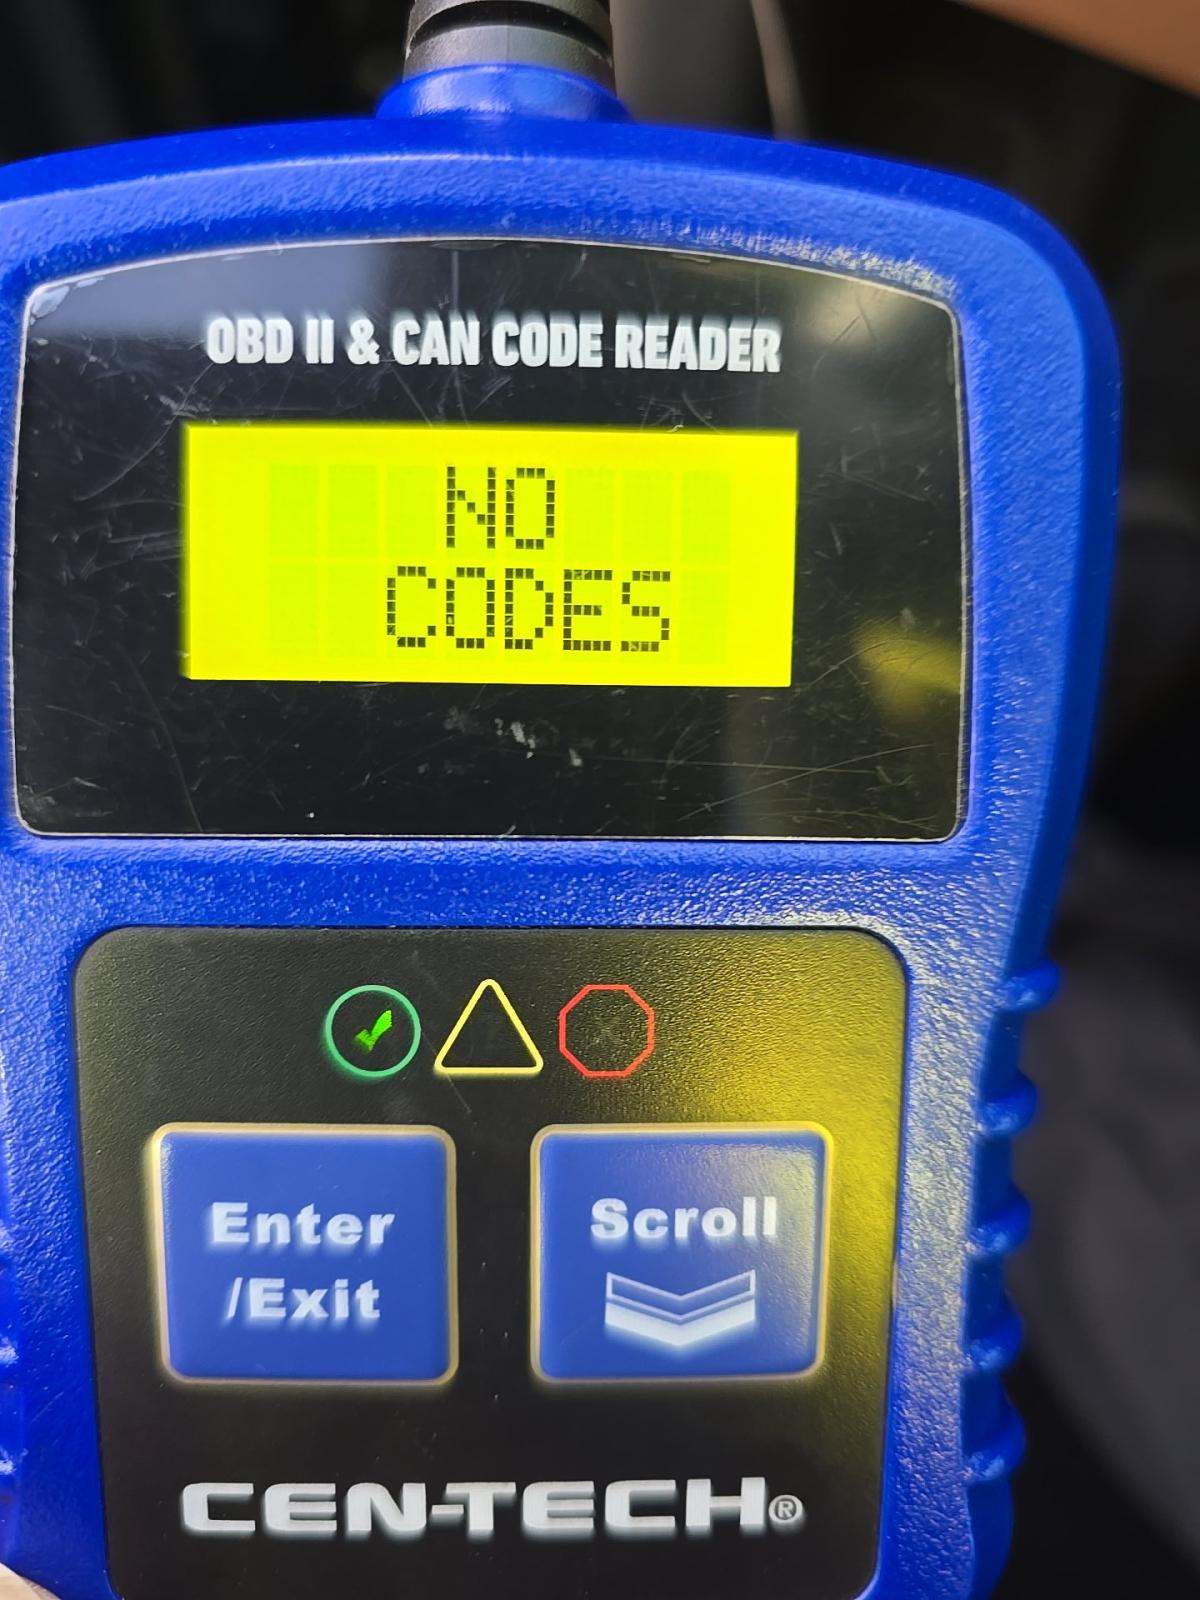 OBD II & CAN CODE READER
NO
CODES
Enter
/Exit
Scroll
CEN-TECH®